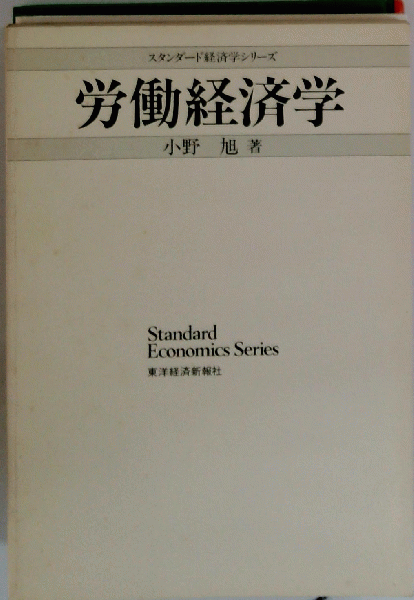 スタンダード経済学シリーズ
労働経済学
小野 旭 著
Standard
Economics Series
東洋経済新報社